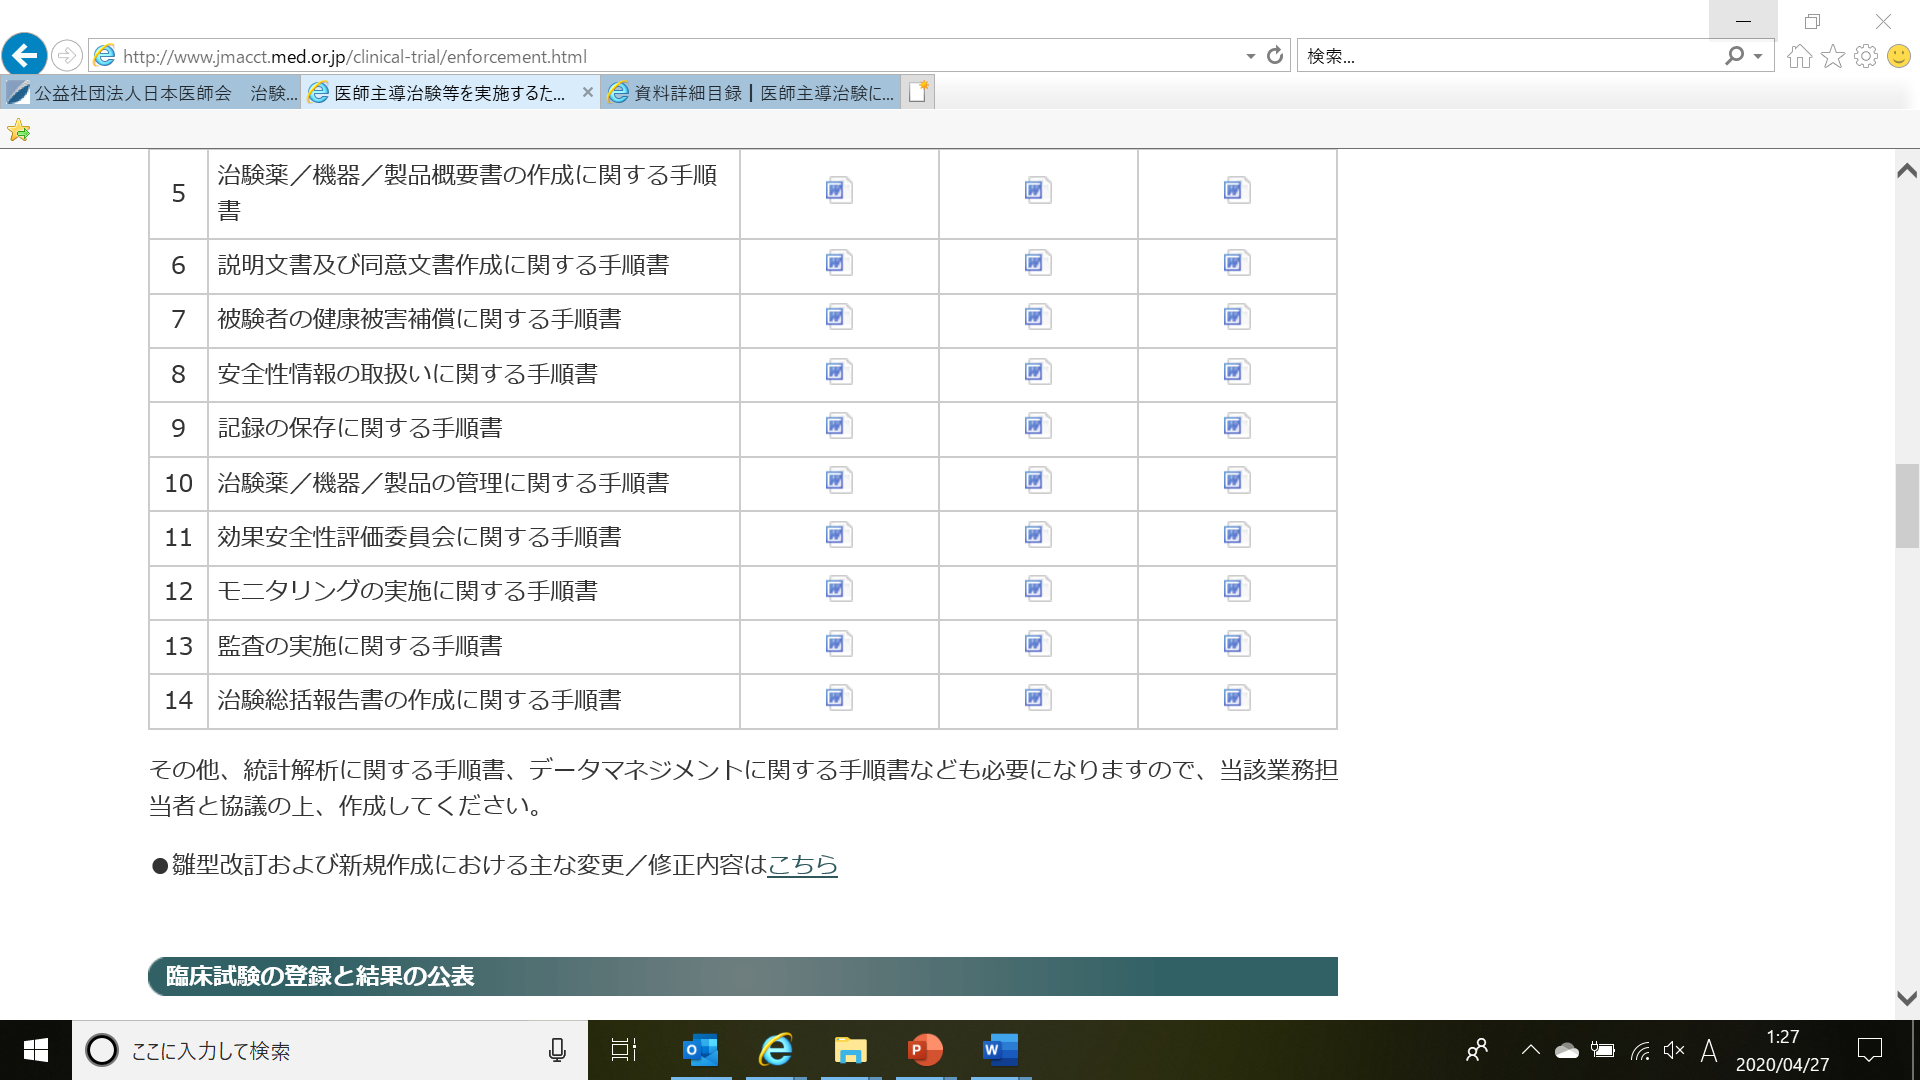 http://www.jmacct.med.or.jp/clinical-trial/enforcement.html
検索...
公益社団法人日本医師会 治験...
医師主導治験等を実施するた...
資料詳細目録 | 医師主導治験に...
5 治験薬／機器／製品概要書の作成に関する手順
書
6 説明文書及び同意文書作成に関する手順書
7 被験者の健康被害補償に関する手順書
8 安全性情報の取扱いに関する手順書
9 記録の保存に関する手順書
10 治験薬／機器／製品の管理に関する手順書
11 効果安全性評価委員会に関する手順書
12 モニタリングの実施に関する手順書
13 監査の実施に関する手順書
14 治験総括報告書の作成に関する手順書
その他、統計解析に関する手順書、データマネジメントに関する手順書なども必要になりますので、当該業務担
当者と協議の上、作成してください。
●雛型改訂および新規作成における主な変更／修正内容はこちら
臨床試験の登録と結果の公表
ここに入力して検索
A
1:27
2020/04/27